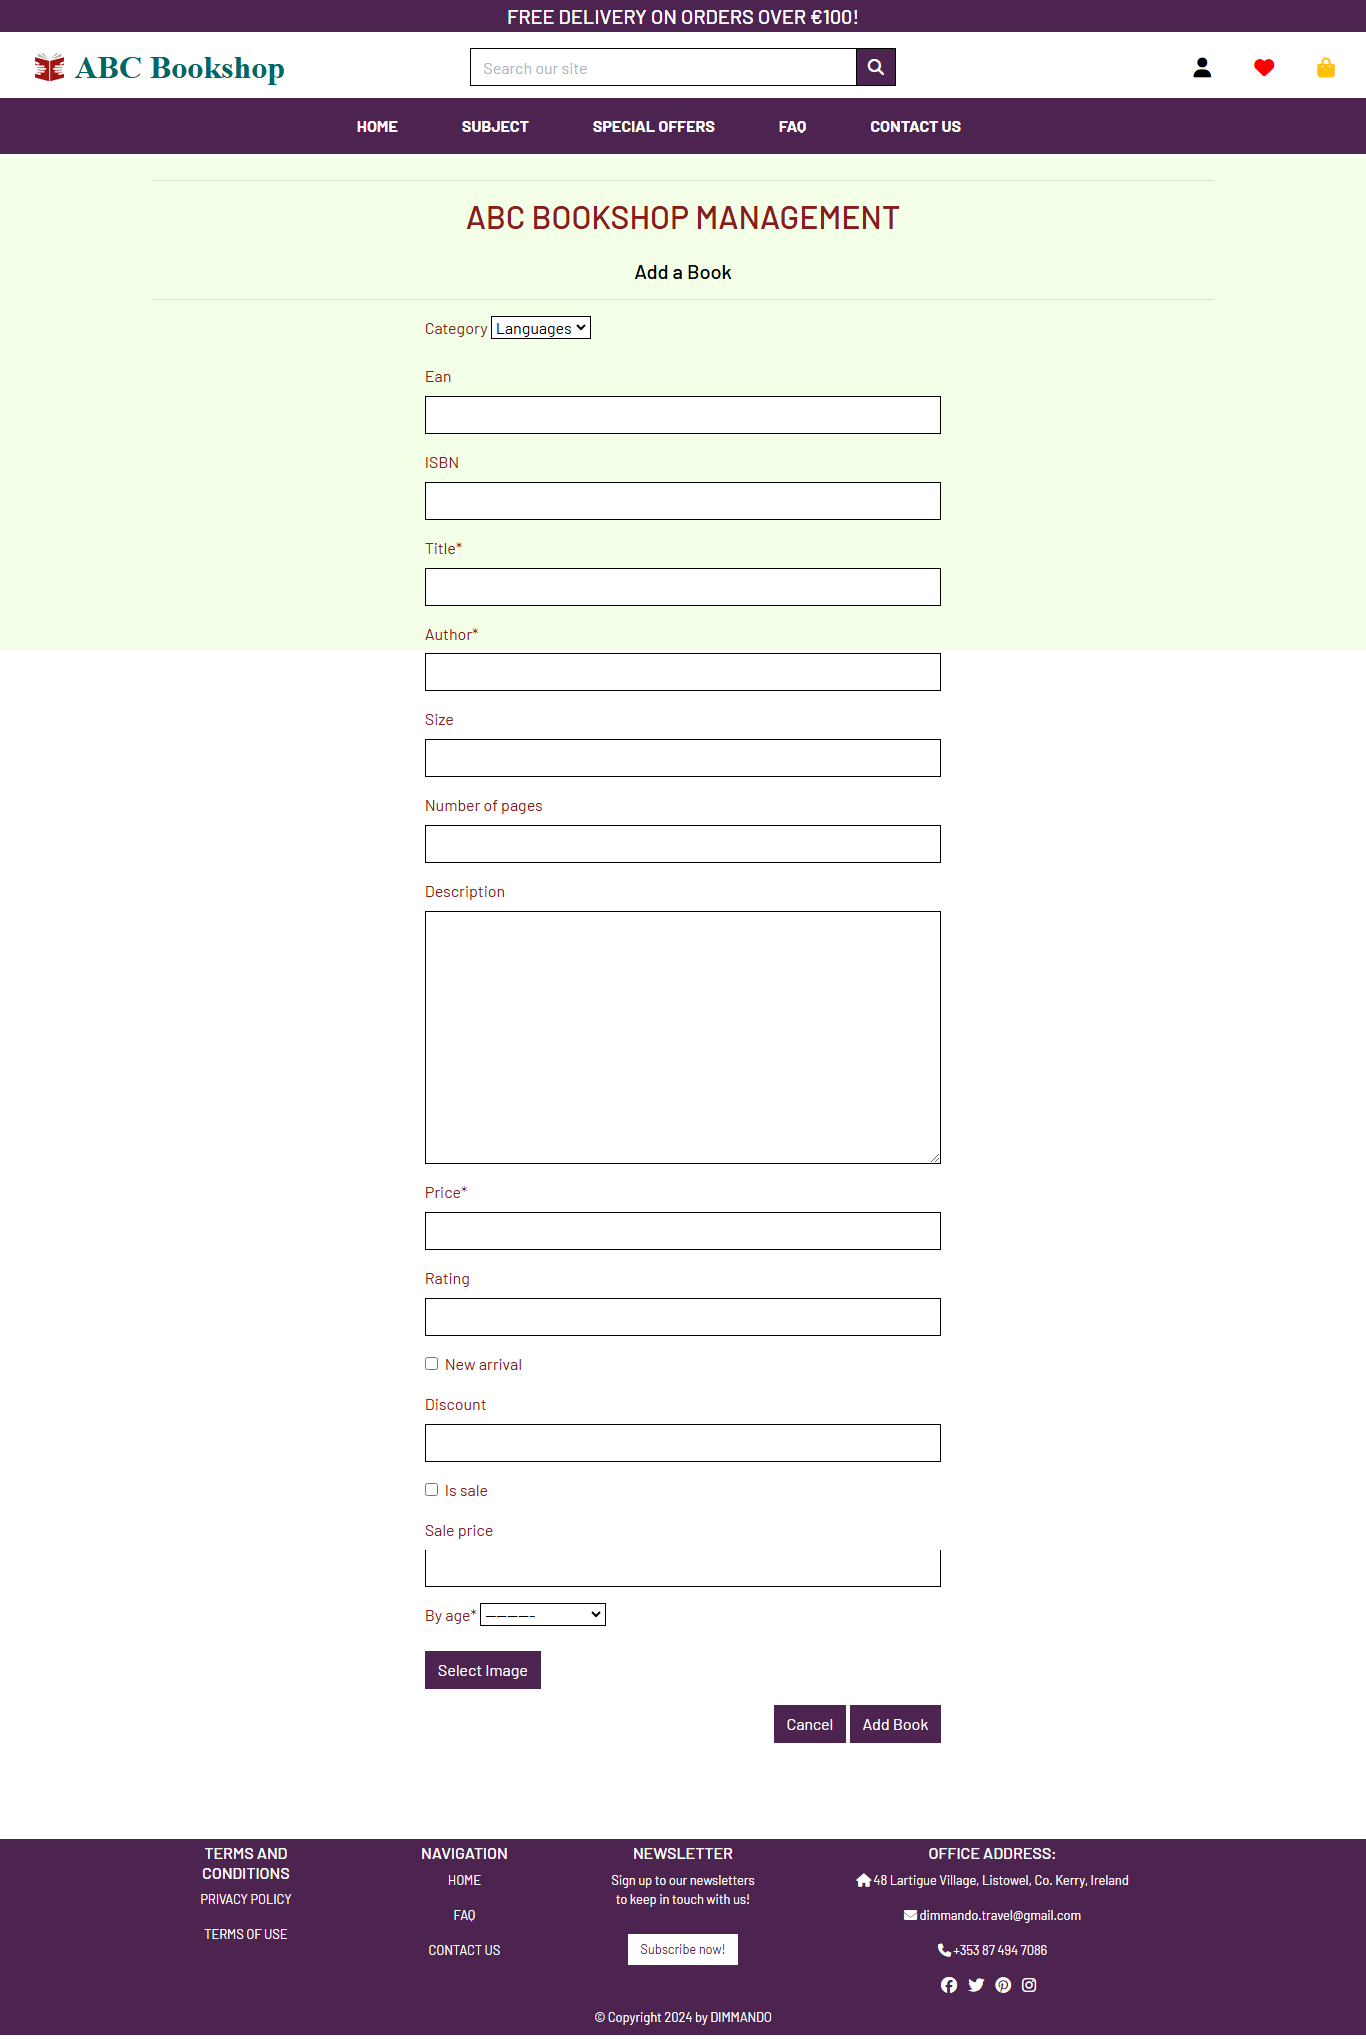 FREE DELIVERY ON ORDERS OVER €100!
ABC Bookshop
Search our site
HOME SUBJECT SPECIAL OFFERS FAQ CONTACT US
ABC BOOKSHOP MANAGEMENT
Add a Book
Category Languages
Ean
ISBN
Title*
Author*
Size
Number of pages
Description
Price*
Rating
New arrival
Discount
Is sale
Sale price
By age* ---------
Select Image
Cancel Add Book
TERMS AND
CONDITIONS
PRIVACY POLICY
TERMS OF USE
NAVIGATION
HOME
FAQ
CONTACT US
NEWSLETTER
Sign up to our newsletters
to keep in touch with us!
Subscribe now!
OFFICE ADDRESS:
48 Lartigue Village, Listowel, Co. Kerry, Ireland
dimmando.travel@gmail.com
+353 87 494 7086
© Copyright 2024 by DIMMANDO